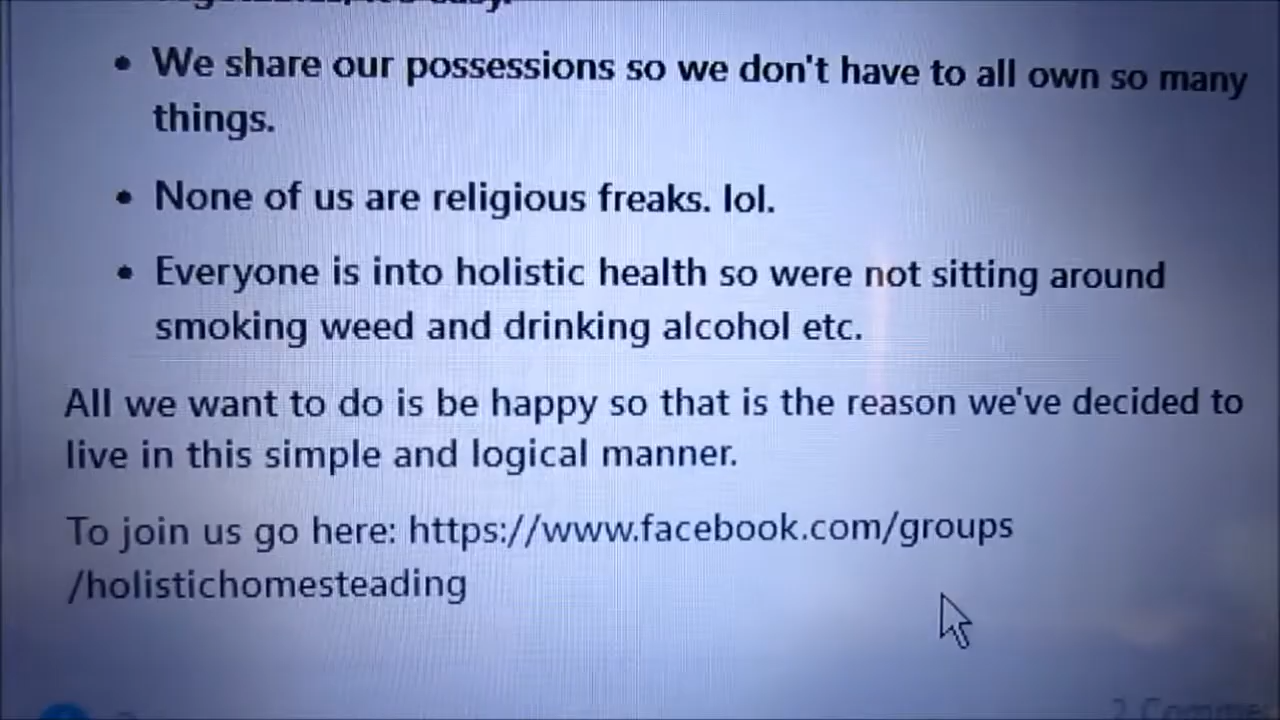 • We share our possessions so we don't have to all own so many
things.
• None of us are religious freaks. lol.
• Everyone is into holistic health so were not sitting around
smoking weed and drinking alcohol etc.
All we want to do is be happy so that is the reason we've decided to
live in this simple and logical manner.
To join us go here: https://www.facebook.com/groups
/holistichomesteading